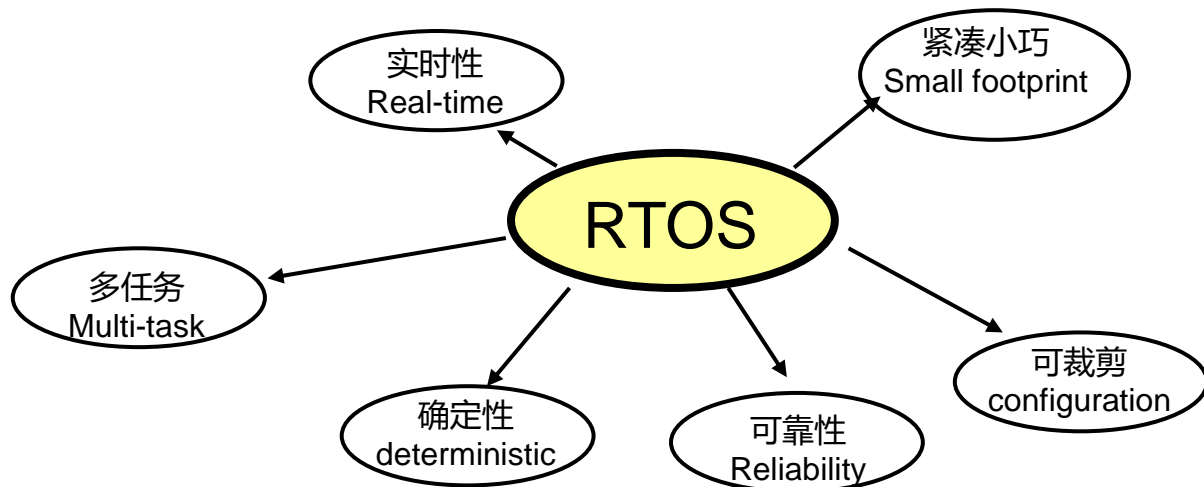 实时性
Real-time
紧凑小巧
Small footprint
RTOS
多任务
Multi-task
确定性
deterministic
可靠性
Reliability
可裁剪
configuration